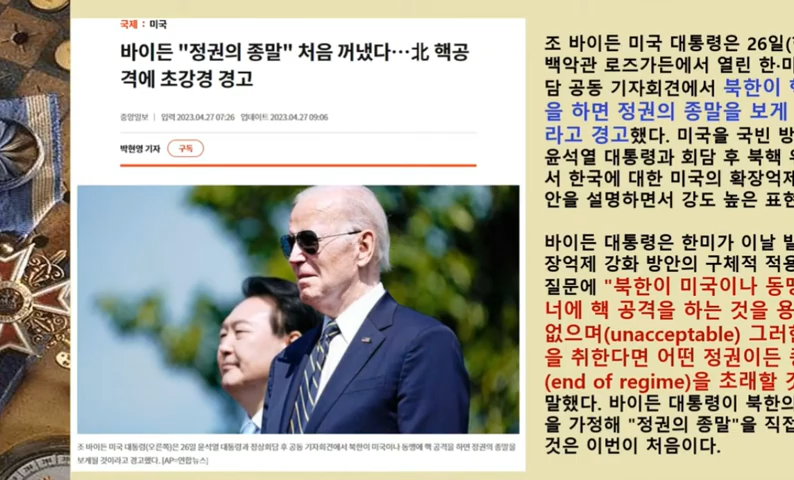 국제 : 미국
바이든 "정권의 종말" 처음 꺼냈다…北 핵공
격에 초강경 경고
중앙일보 | 입력 2023.04.27 07:26 업데이트 2023.04.27 09:06
박현영 기자 구독
조 바이든 미국 대통령(오른쪽)은 26일 윤석열 대통령과 정상회담 후 공동 기자회견에서 북한이 미국이나 동맹에 핵 공격을 하면 정권의 종말을
보게될 것이라고 경고했다. [AP=연합뉴스]
조 바이든 미국 대통령은 26일(
백악관 로즈가든에서 열린 한·미
담 공동 기자회견에서 북한이
을 하면 정권의 종말을 보게
라고 경고했다. 미국을 국빈 방
윤석열 대통령과 회담 후 북핵
서 한국에 대한 미국의 확장억제
안을 설명하면서 강도 높은 표현
바이든 대통령은 한미가 이날 발
장억제 강화 방안의 구체적 적용
질문에 "북한이 미국이나 동맹
너에 핵 공격을 하는 것을 용
없으며(unacceptable) 그러한
을 취한다면 어떤 정권이든 종
(end of regime)을 초래할 것
말했다. 바이든 대통령이 북한의
을 가정해 "정권의 종말"을 직접
것은 이번이 처음이다.